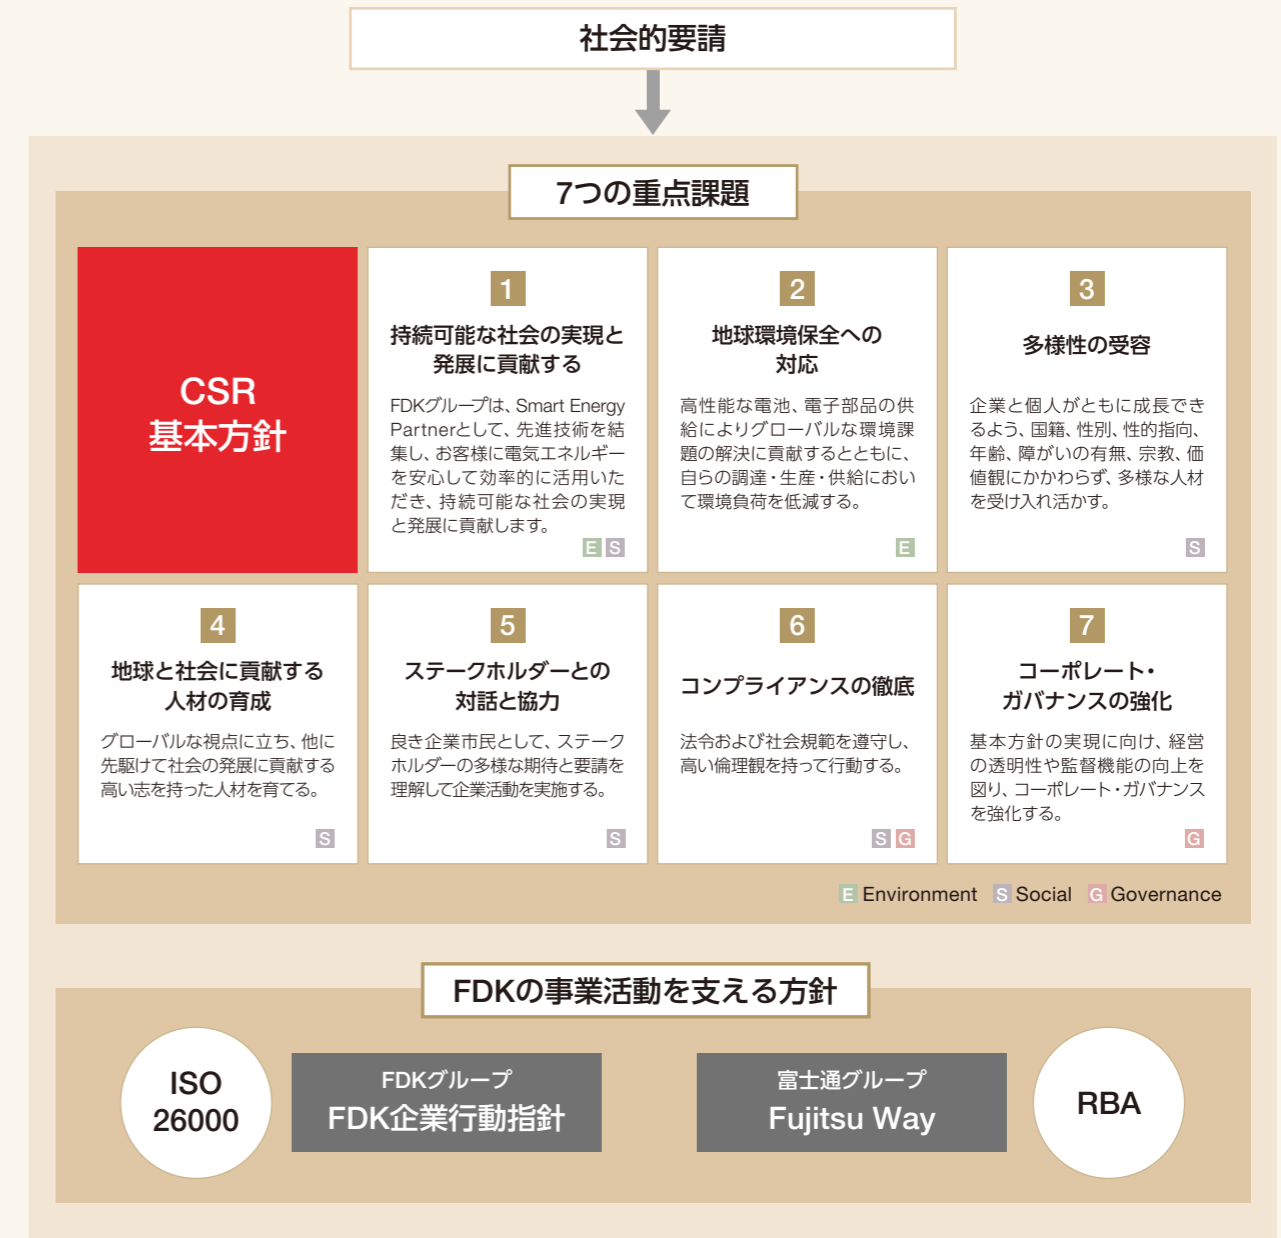 社会的要請
7つの重点課題
CSR
基本方針
1
持続可能な社会の実現と
発展に貢献する
FDKグループは、Smart Energy
Partnerとして、先進技術を結
集し、お客様に電気エネルギー
を安心して効率的に活用いた
だき、持続可能な社会の実現
と発展に貢献します。
E S
2
地球環境保全への
対応
高性能な電池、電子部品の供
給によりグローバルな環境課
題の解決に貢献するとともに、
自らの調達・生産・供給におい
て環境負荷を低減する。
E
3
多様性の受容
企業と個人がともに成長でき
るよう、国籍、性別、性的指向、
年齢、障がいの有無、宗教、価
値観にかかわらず、多様な人材
を受け入れ活かす。
S
4
地球と社会に貢献する
人材の育成
グローバルな視点に立ち、他に
先駆けて社会の発展に貢献する
高い志を持った人材を育てる。
S
5
ステークホルダーとの
対話と協力
良き企業市民として、ステーク
ホルダーの多様な期待と要請を
理解して企業活動を実施する。
S
6
コンプライアンスの徹底
法令および社会規範を遵守し、
高い倫理観を持って行動する。
S G
7
コーポレート・
ガバナンスの強化
基本方針の実現に向け、経営
の透明性や監督機能の向上を
図り、コーポレート・ガバナンス
を強化する。
G
E Environment S Social G Governance
FDKの事業活動を支える方針
ISO
26000
FDKグループ
FDK企業行動指針
富士通グループ
Fujitsu Way
RBA